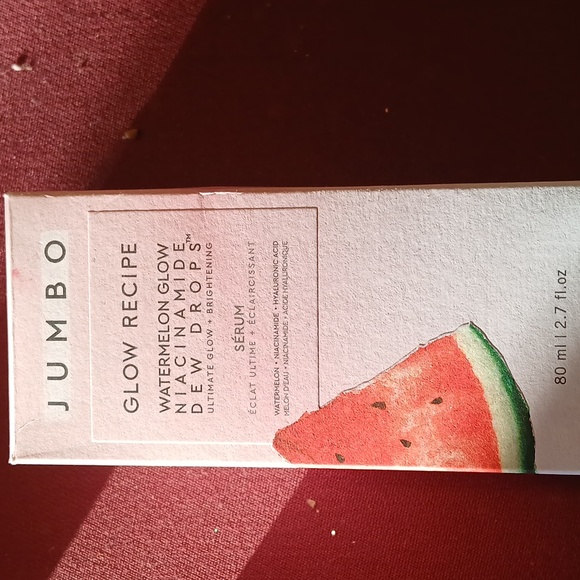 JUMBO
GLOW RECIPE
WATERMELON GLOW
NIACINAMIDE
DEW DROPS™
ULTIMATE GLOW + BRIGHTENING
SÉRUM
ÉCLAT ULTIME + ÉCLAIRCISSANT
WATERMELON • NIACINAMIDE • HYALURONIC ACID
MELON D'EAU • NIACINAMIDE • ACIDE HYALURONIQUE
80 ml | 2.7 fl.oz